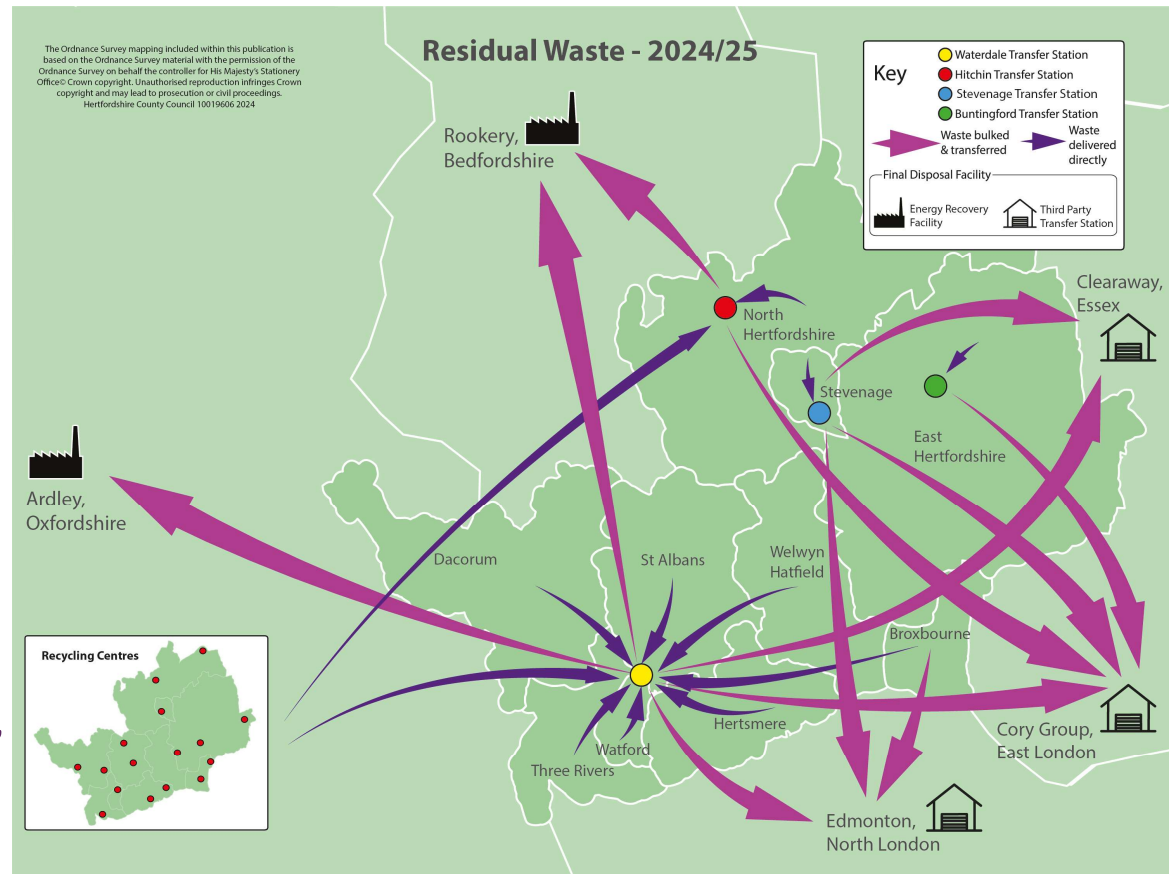 The Ordnance Survey mapping included within this publication is
based on the Ordnance Survey material with the permission of the
Ordnance Survey on behalf the controller for His Majesty's Stationery
Office© Crown copyright. Unauthorised reproduction infringes Crown
copyright and may lead to prosecution or civil proceedings.
Hertfordshire County Council 10019606 2024
Residual Waste - 2024/25
Key
Waterdale Transfer Station
Hitchin Transfer Station
Stevenage Transfer Station
Buntingford Transfer Station
Waste bulked
& transferred
Waste
delivered
directly
Final Disposal Facility
Energy Recovery
Facility
Third Party
Transfer Station
Rookery,
Bedfordshire
Clearaway,
Essex
North
Hertfordshire
Stevenage
East
Hertfordshire
Ardley,
Oxfordshire
Dacorum
St Albans
Welwyn
Hatfield
Broxbourne
Hertsmere
Watford
Three Rivers
Cory Group,
East London
Edmonton,
North London
Recycling Centres